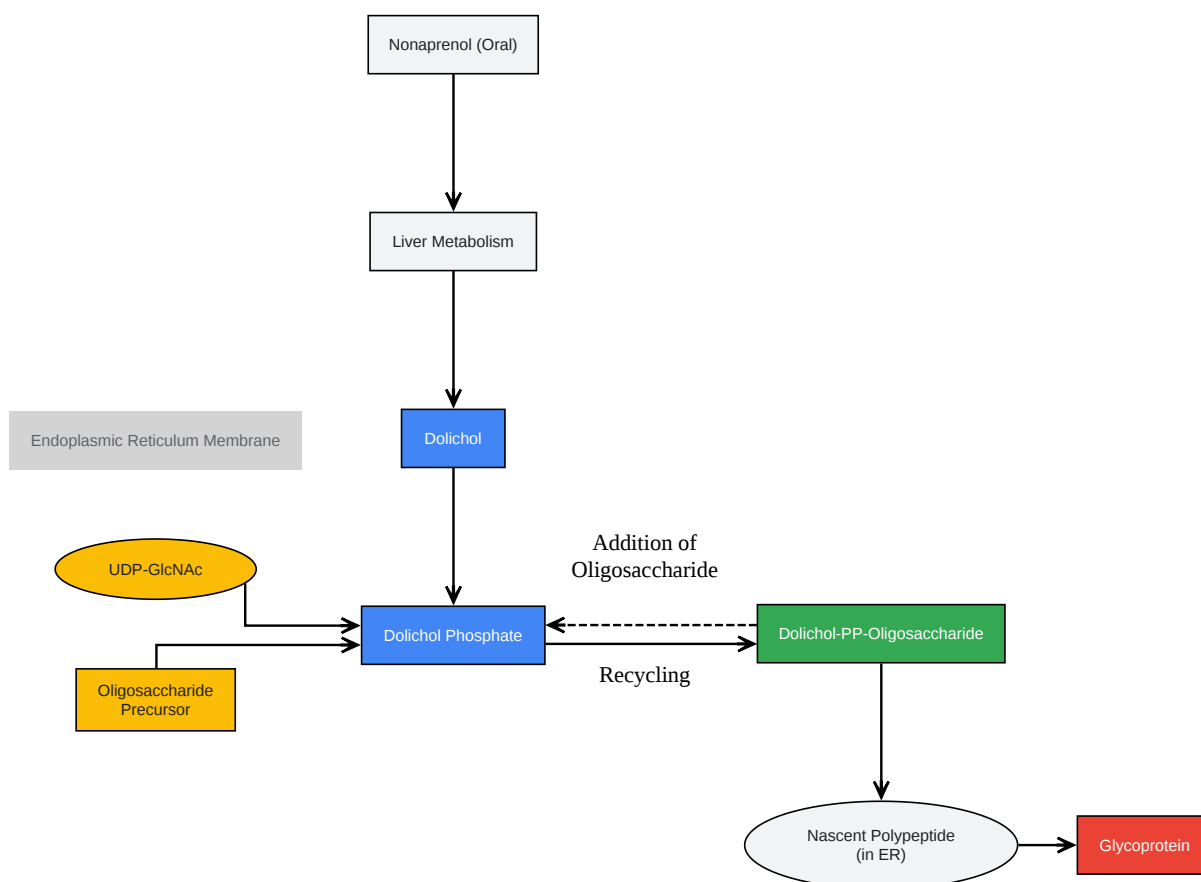 Nonaprenol (Oral)
Liver Metabolism
Dolichol
Endoplasmic Reticulum Membrane
Addition of
Oligosaccharide
UDP-GlcNAc
Dolichol Phosphate
Dolichol-PP-Oligosaccharide
Recycling
Oligosaccharide
Precursor
Nascent Polypeptide
(in ER)
Glycoprotein